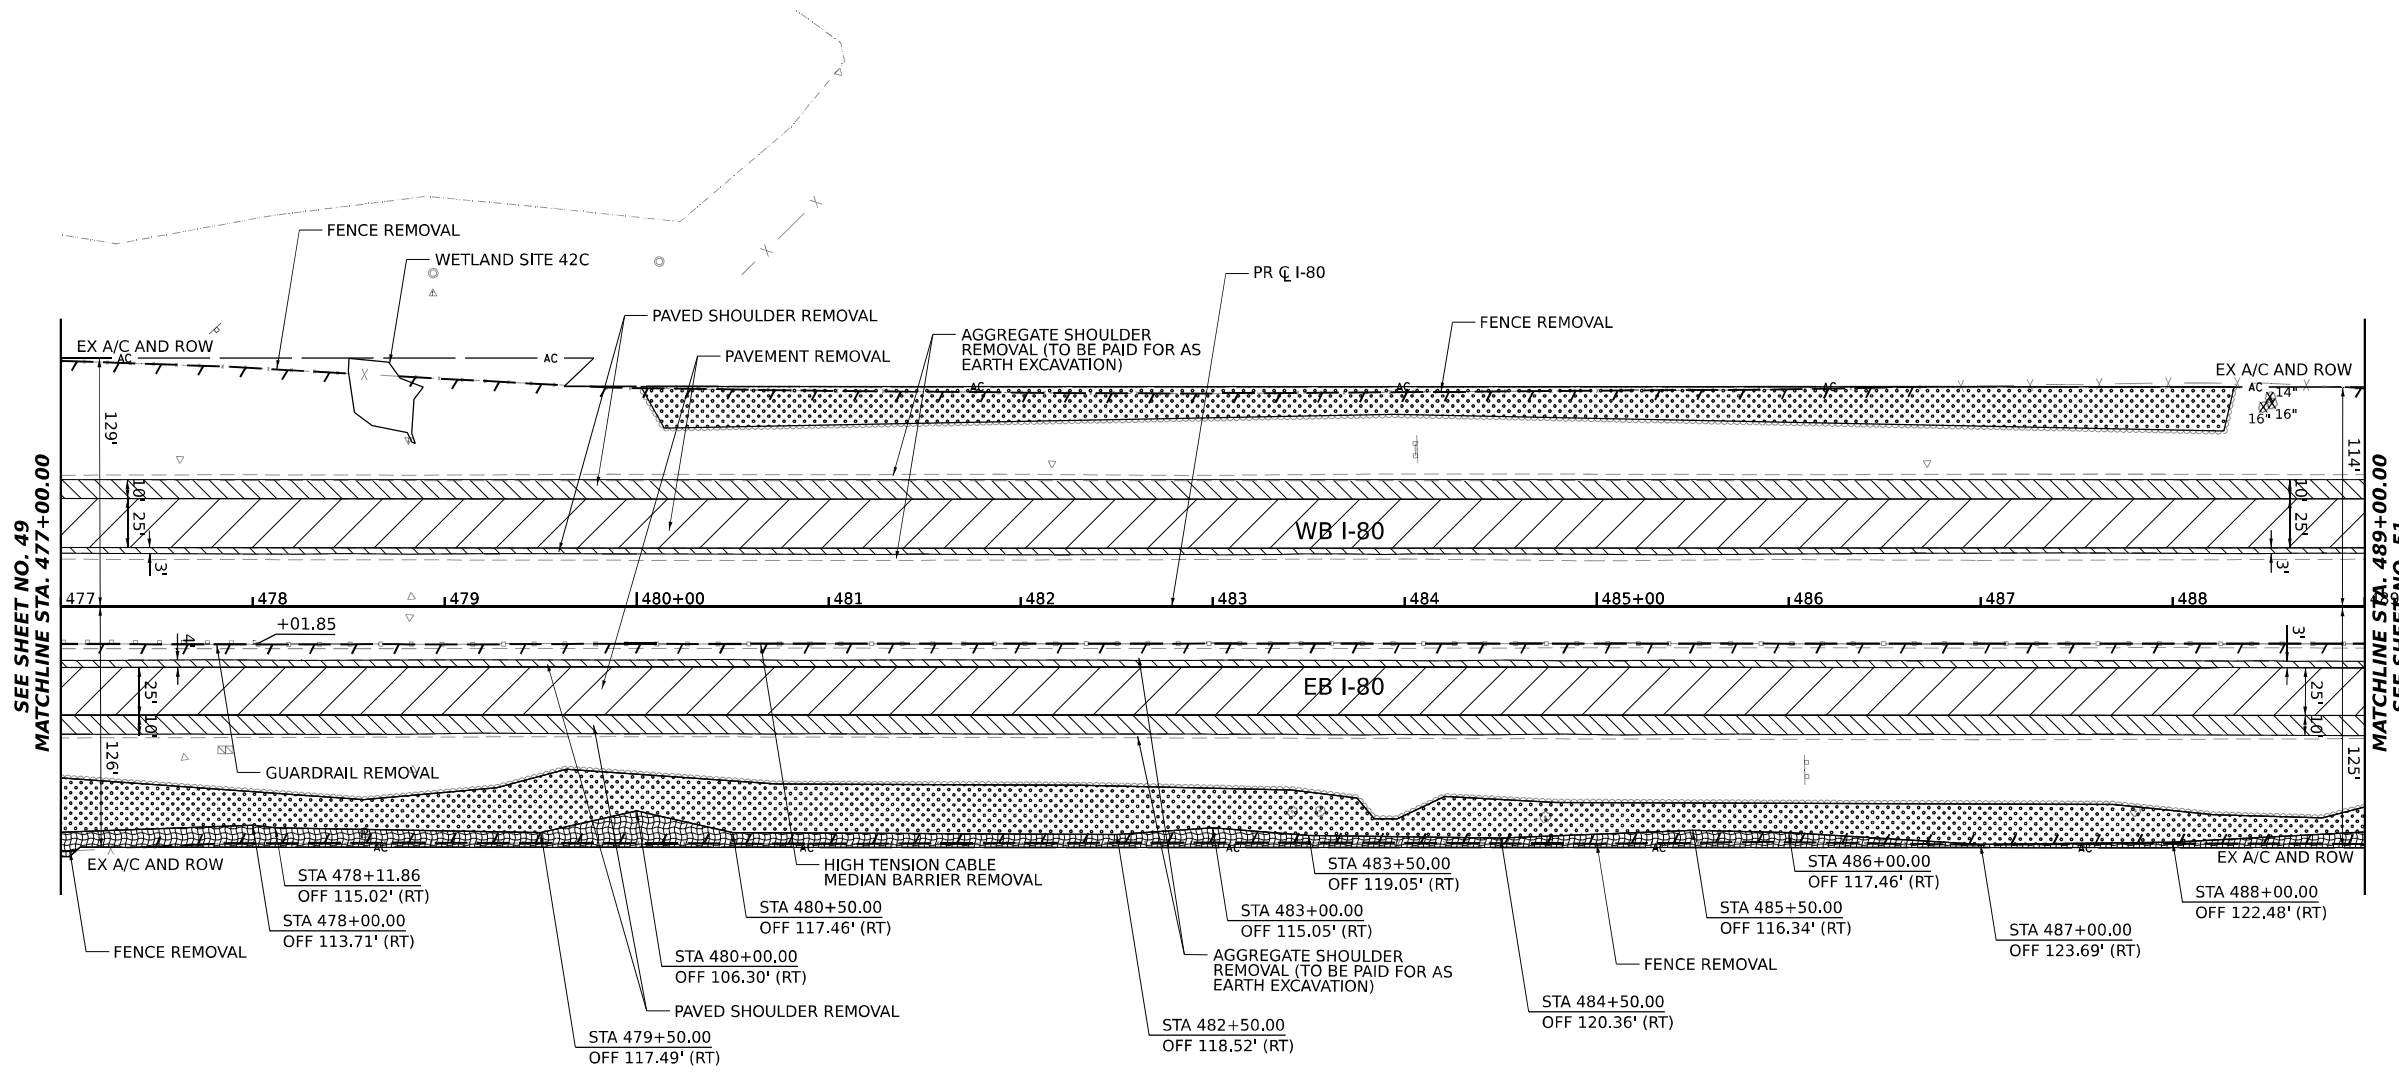 FENCE REMOVAL
WETLAND SITE 42C
PR ℄ I-80
PAVED SHOULDER REMOVAL
PAVEMENT REMOVAL
AGGREGATE SHOULDER
REMOVAL (TO BE PAID FOR AS
EARTH EXCAVATION)
FENCE REMOVAL
EX A/C AND ROW
AC
AC
AC
AC
AC
EX A/C AND ROW
AC
14"
16"
16"
129'
114'
10'
25'
3'
10'
25'
3'
WB I-80
SEE SHEET NO. 49
MATCHLINE STA. 477+00.00
MATCHLINE STA. 489+00.00
477
478
479
480+00
481
482
483
484
485+00
486
487
488
+01.85
4'
3'
25'
10'
25'
10'
EB I-80
126'
125'
GUARDRAIL REMOVAL
EX A/C AND ROW
AC
AC
AC
AC
AC
EX A/C AND ROW
HIGH TENSION CABLE
MEDIAN BARRIER REMOVAL
STA 478+11.86
OFF 115.02' (RT)
STA 478+00.00
OFF 113.71' (RT)
FENCE REMOVAL
STA 480+50.00
OFF 117.46' (RT)
STA 480+00.00
OFF 106.30' (RT)
PAVED SHOULDER REMOVAL
STA 479+50.00
OFF 117.49' (RT)
STA 483+50.00
OFF 119.05' (RT)
STA 483+00.00
OFF 115.05' (RT)
AGGREGATE SHOULDER
REMOVAL (TO BE PAID FOR AS
EARTH EXCAVATION)
STA 482+50.00
OFF 118.52' (RT)
STA 486+00.00
OFF 117.46' (RT)
STA 485+50.00
OFF 116.34' (RT)
FENCE REMOVAL
STA 484+50.00
OFF 120.36' (RT)
STA 488+00.00
OFF 122.48' (RT)
STA 487+00.00
OFF 123.69' (RT)